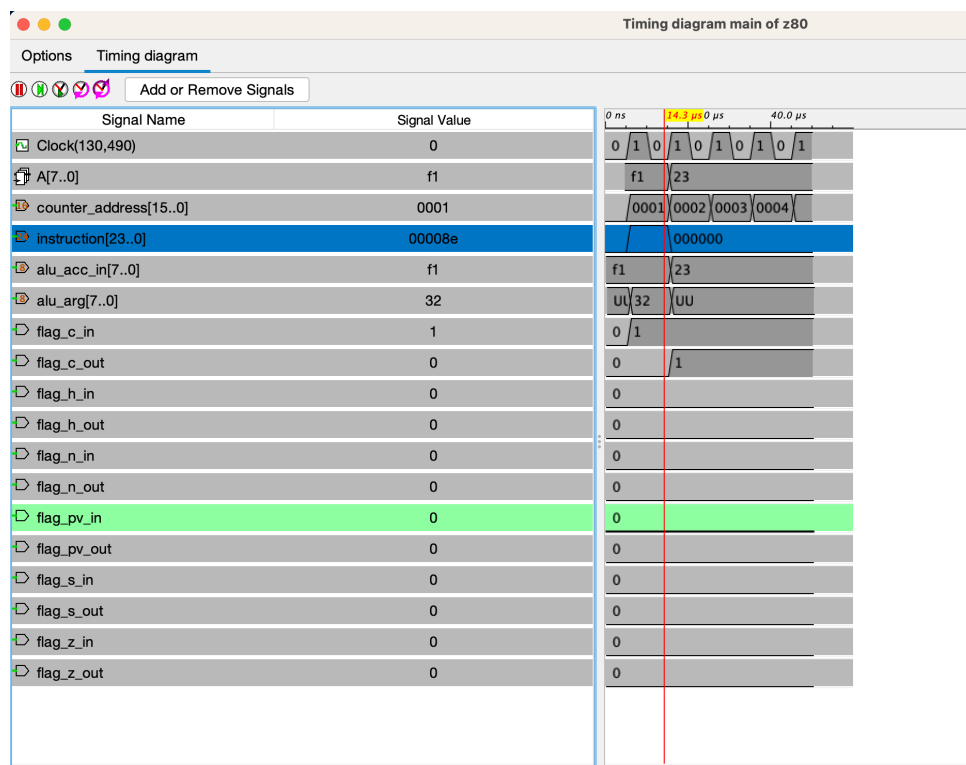 Timing diagram main of z80
Options Timing diagram
Add or Remove Signals
Signal Name Signal Value 0 ns 14.3 µs 0 µs 40.0 µs
Clock(130,490) 0 0 1 0 1 0 1 0 1 0 1
A[7..0] f1 f1 23
counter_address[15..0] 0001 0001 0002 0003 0004
instruction[23..0] 00008e 000000
alu_acc_in[7..0] f1 f1 23
alu_arg[7..0] 32 UU 32 UU
flag_c_in 1 0 1
flag_c_out 0 0 1
flag_h_in 0 0
flag_h_out 0 0
flag_n_in 0 0
flag_n_out 0 0
flag_pv_in 0 0
flag_pv_out 0 0
flag_s_in 0 0
flag_s_out 0 0
flag_z_in 0 0
flag_z_out 0 0